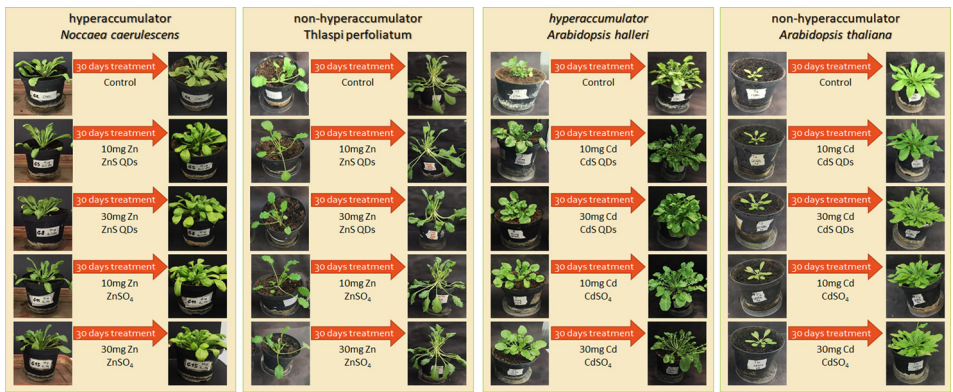 hyperaccumulator
Noccaea caerulescens
30 days treatment
Control
30 days treatment
10mg Zn
ZnS QDs
30 days treatment
30mg Zn
ZnS QDs
30 days treatment
10mg Zn
ZnSO₄
30 days treatment
30mg Zn
ZnSO₄
non-hyperaccumulator
Thlaspi perfoliatum
30 days treatment
Control
30 days treatment
10mg Zn
ZnS QDs
30 days treatment
30mg Zn
ZnS QDs
30 days treatment
10mg Zn
ZnSO₄
30 days treatment
30mg Zn
ZnSO₄
hyperaccumulator
Arabidopsis halleri
30 days treatment
Control
30 days treatment
10mg Cd
CdS QDs
30 days treatment
30mg Cd
CdS QDs
30 days treatment
10mg Cd
CdSO₄
30 days treatment
30mg Cd
CdSO₄
non-hyperaccumulator
Arabidopsis thaliana
30 days treatment
Control
30 days treatment
10mg Cd
CdS QDs
30 days treatment
30mg Cd
CdS QDs
30 days treatment
10mg Cd
CdSO₄
30 days treatment
30mg Cd
CdSO₄